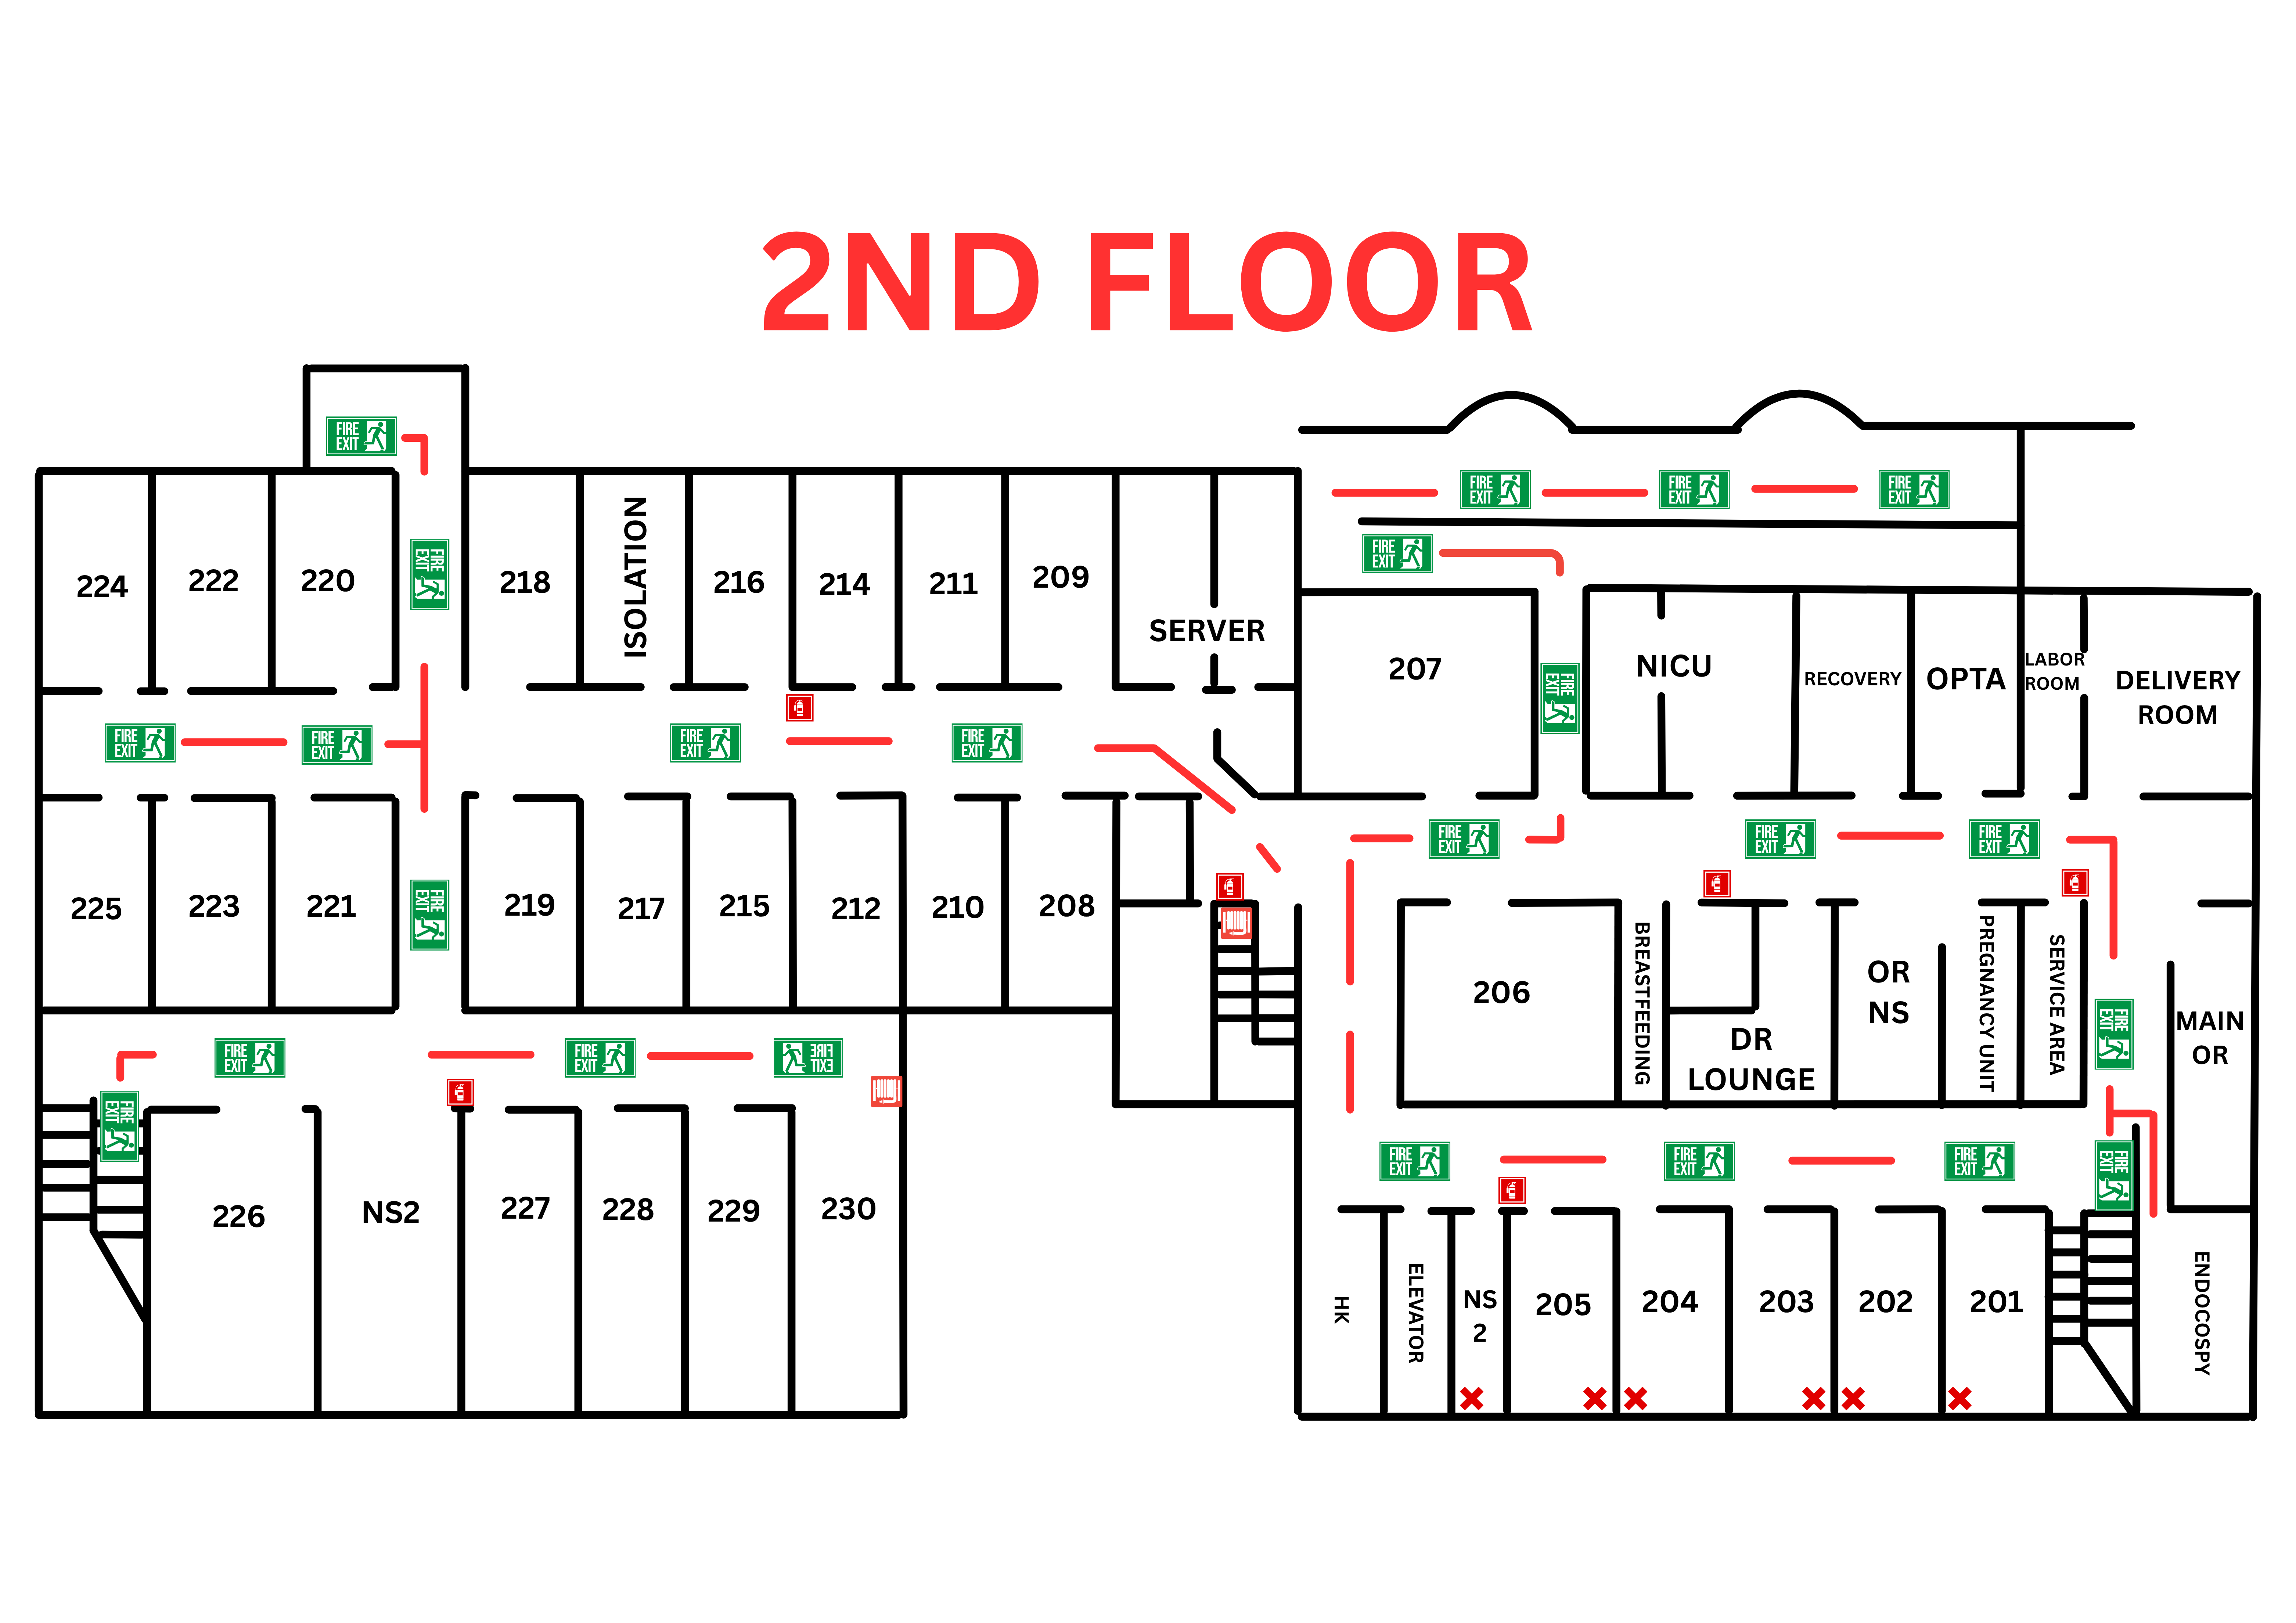 2ND FLOOR
FIRE
EXIT
FIRE
EXIT
FIRE
EXIT
FIRE
EXIT
FIRE
EXIT
FIRE
EXIT
224
222
220
218
ISOLATION
216
214
211
209
SERVER
207
NICU
RECOVERY
OPTA
LABOR
ROOM
DELIVERY
ROOM
FIRE
EXIT
FIRE
EXIT
FIRE
EXIT
FIRE
EXIT
FIRE
EXIT
FIRE
EXIT
FIRE
EXIT
FIRE
EXIT
225
223
221
FIRE
EXIT
219
217
215
212
210
208
206
BREASTFEEDING
DR
LOUNGE
OR
NS
PREGNANCY UNIT
SERVICE AREA
FIRE
EXIT
MAIN
OR
FIRE
EXIT
FIRE
EXIT
FIRE
EXIT
FIRE
EXIT
FIRE
EXIT
FIRE
EXIT
FIRE
EXIT
FIRE
EXIT
226
NS2
227
228
229
230
HK
ELEVATOR
NS
2
205
204
203
202
201
ENDOCOSPY